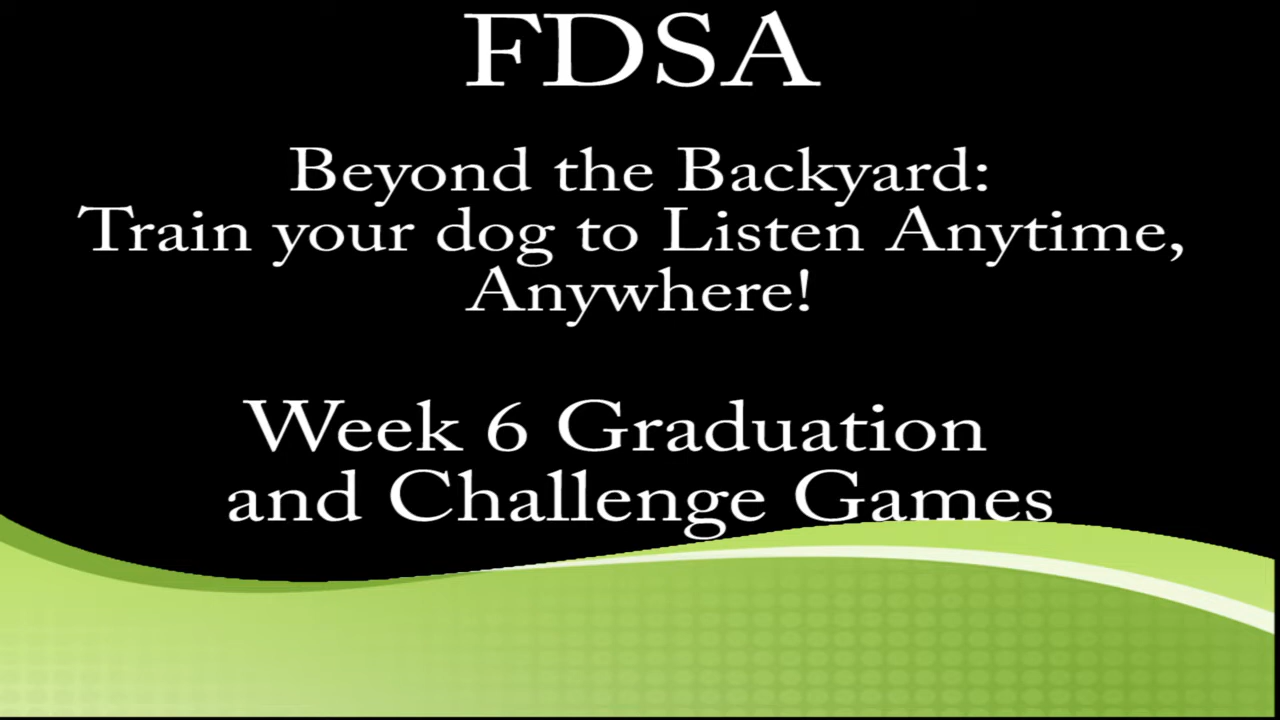 FDSA
Beyond the Backyard:
Train your dog to Listen Anytime,
Anywhere!
Week 6 Graduation
and Challenge Games